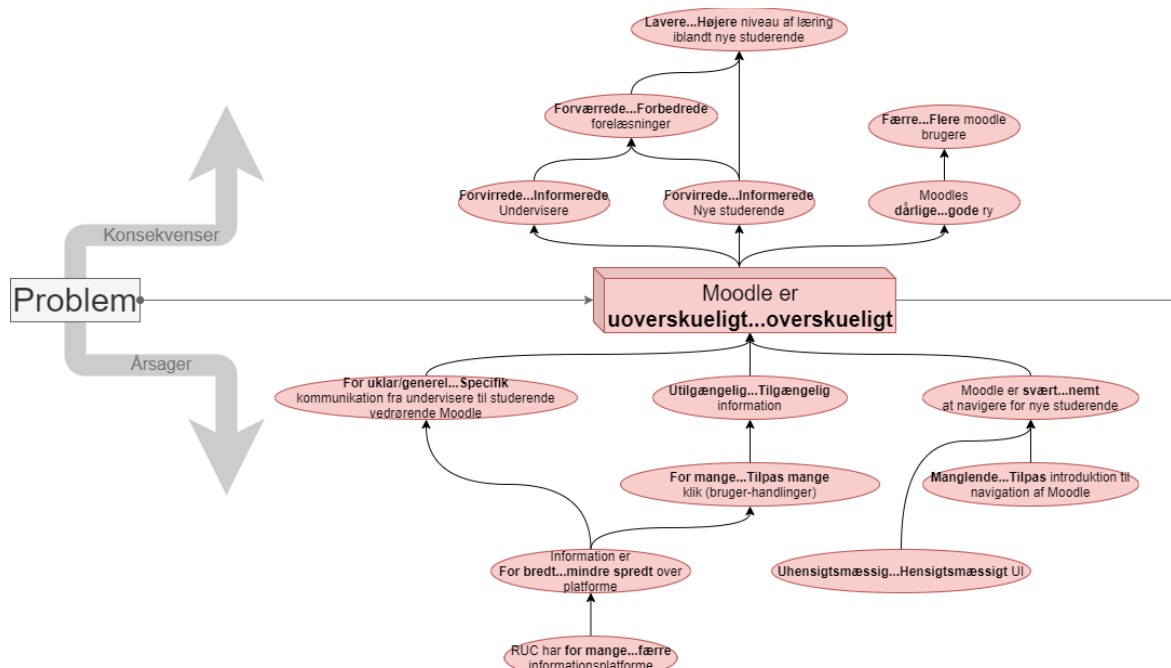 Lavere...Højere niveau af læring
iblandt nye studerende
Forværrede...Forbedrede
forelæsninger
Færre...Flere moodle
brugere
Forvirrede...Informerede
Undervisere
Forvirrede...Informerede
Nye studerende
Moodles
dårlige...gode ry
Konsekvenser
Problem
Moodle er
uoverskueligt...overskueligt
Årsager
For uklar/generel...Specifik
kommunikation fra undervisere til studerende
vedrørende Moodle
Utilgængelig...Tilgængelig
information
Moodle er svært...nemt
at navigere for nye studerende
For mange...Tilpas mange
klik (bruger-handlinger)
Manglende...Tilpas introduktion til
navigation af Moodle
Information er
For bredt...mindre spredt over
platforme
Uhensigtsmæssig...Hensigtsmæssigt UI
RUC har for mange...færre
informationsplatforme